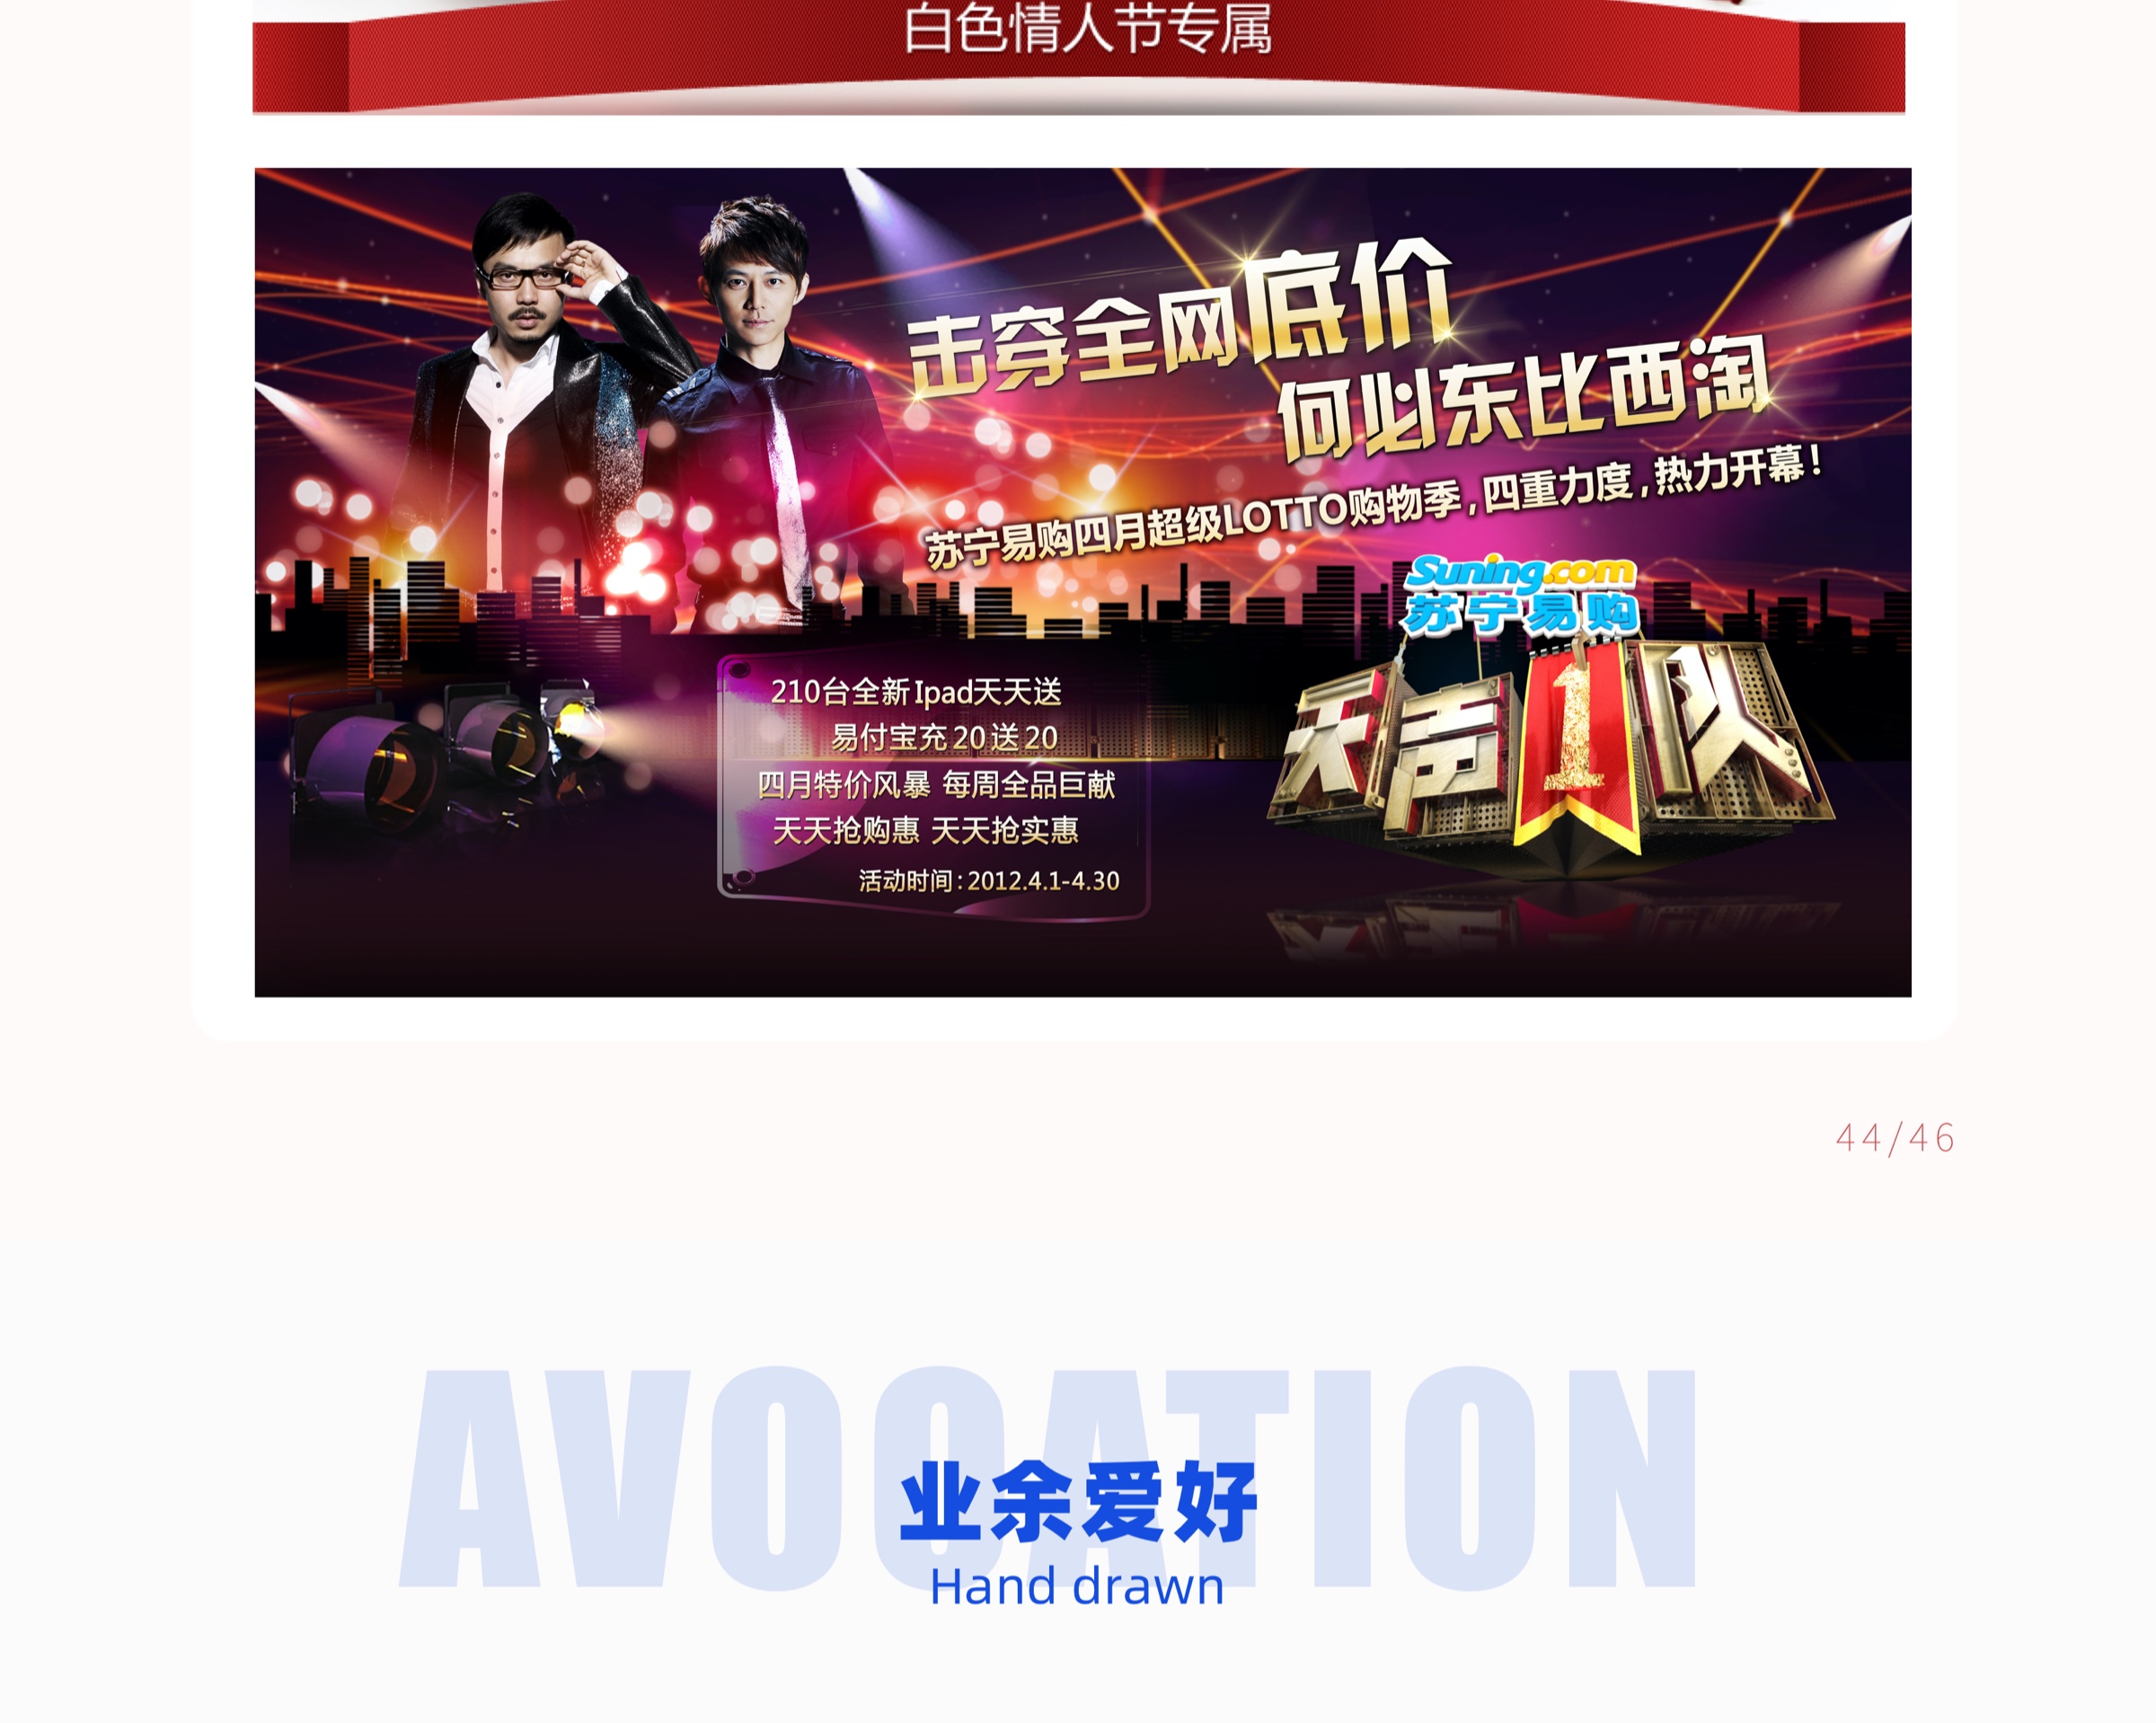 白色情人节专属
击穿全网底价
何必东比西淘
苏宁易购四月超级LOTTO购物季,四重力度,热力开幕!
Suning.com
苏宁易购
天声1队
210台全新Ipad天天送
易付宝充20送20
四月特价风暴 每周全品巨献
天天抢购惠 天天抢实惠
活动时间:2012.4.1-4.30
44/46
AVOCATION
业余爱好
Hand drawn